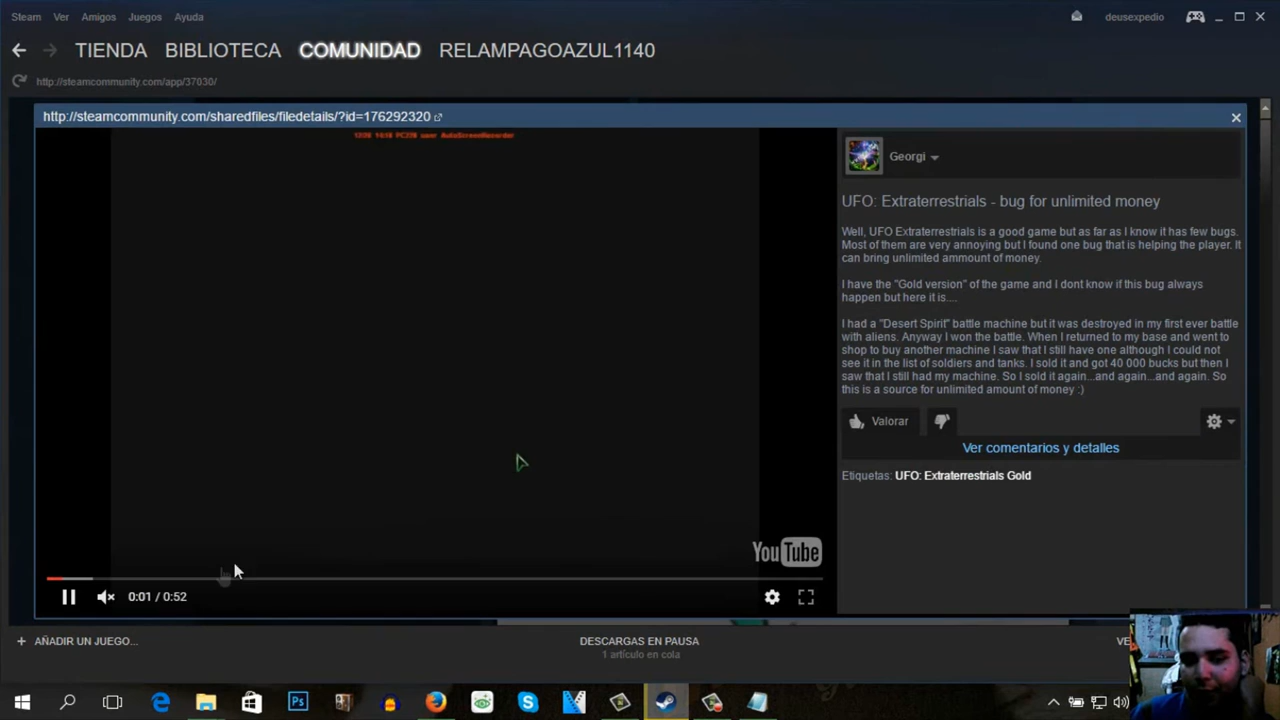 Steam Ver Amigos Juegos Ayuda deusexpedio
TIENDA BIBLIOTECA COMUNIDAD RELAMPAGOAZUL1140
http://steamcommunity.com/app/37030/
http://steamcommunity.com/sharedfiles/filedetails/?id=176292320
12/28 14:18 PC228 user AutoScreenRecorder
Georgi
UFO: Extraterrestrials - bug for unlimited money
Well, UFO Extraterrestrials is a good game but as far as I know it has few bugs.
Most of them are very annoying but I found one bug that is helping the player. It
can bring unlimited ammount of money.
I have the "Gold version" of the game and I dont know if this bug always
happen but here it is....
I had a "Desert Spirit" battle machine but it was destroyed in my first ever battle
with aliens. Anyway I won the battle. When I returned to my base and went to
shop to buy another machine I saw that I still have one although I could not
see it in the list of soldiers and tanks. I sold it and got 40 000 bucks but then I
saw that I still had my machine. So I sold it again...and again...and again. So
this is a source for unlimited amount of money :)
Valorar
Ver comentarios y detalles
Etiquetas: UFO: Extraterrestrials Gold
YouTube
0:01 / 0:52
+ AÑADIR UN JUEGO... DESCARGAS EN PAUSA VE
1 artículo en cola
Ps